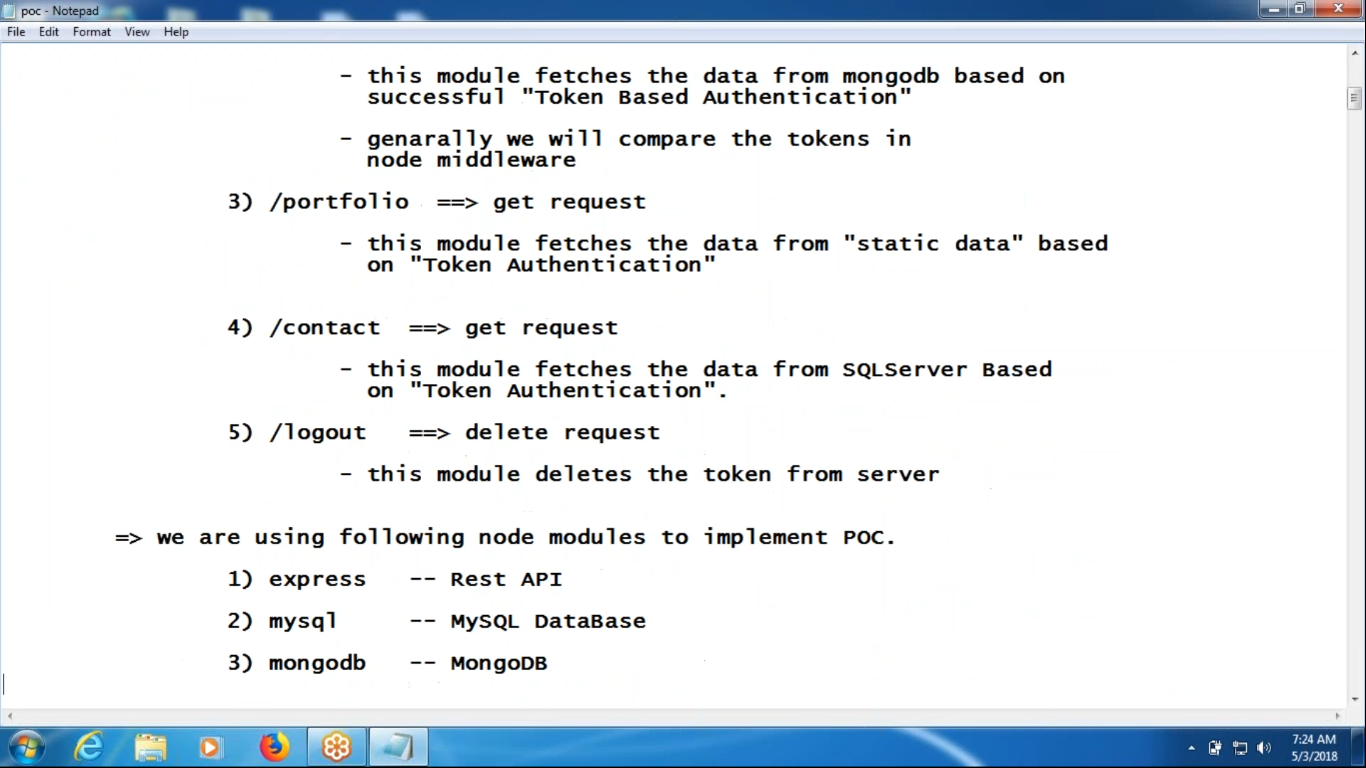 poc - Notepad
File Edit Format View Help
- this module fetches the data from mongodb based on
successful "Token Based Authentication"
- genarally we will compare the tokens in
node middleware
3) /portfolio ==> get request
- this module fetches the data from "static data" based
on "Token Authentication"
4) /contact ==> get request
- this module fetches the data from SQLServer Based
on "Token Authentication".
5) /logout ==> delete request
- this module deletes the token from server
=> we are using following node modules to implement POC.
1) express -- Rest API
2) mysql -- MySQL DataBase
3) mongodb -- MongoDB
7:24 AM
5/3/2018